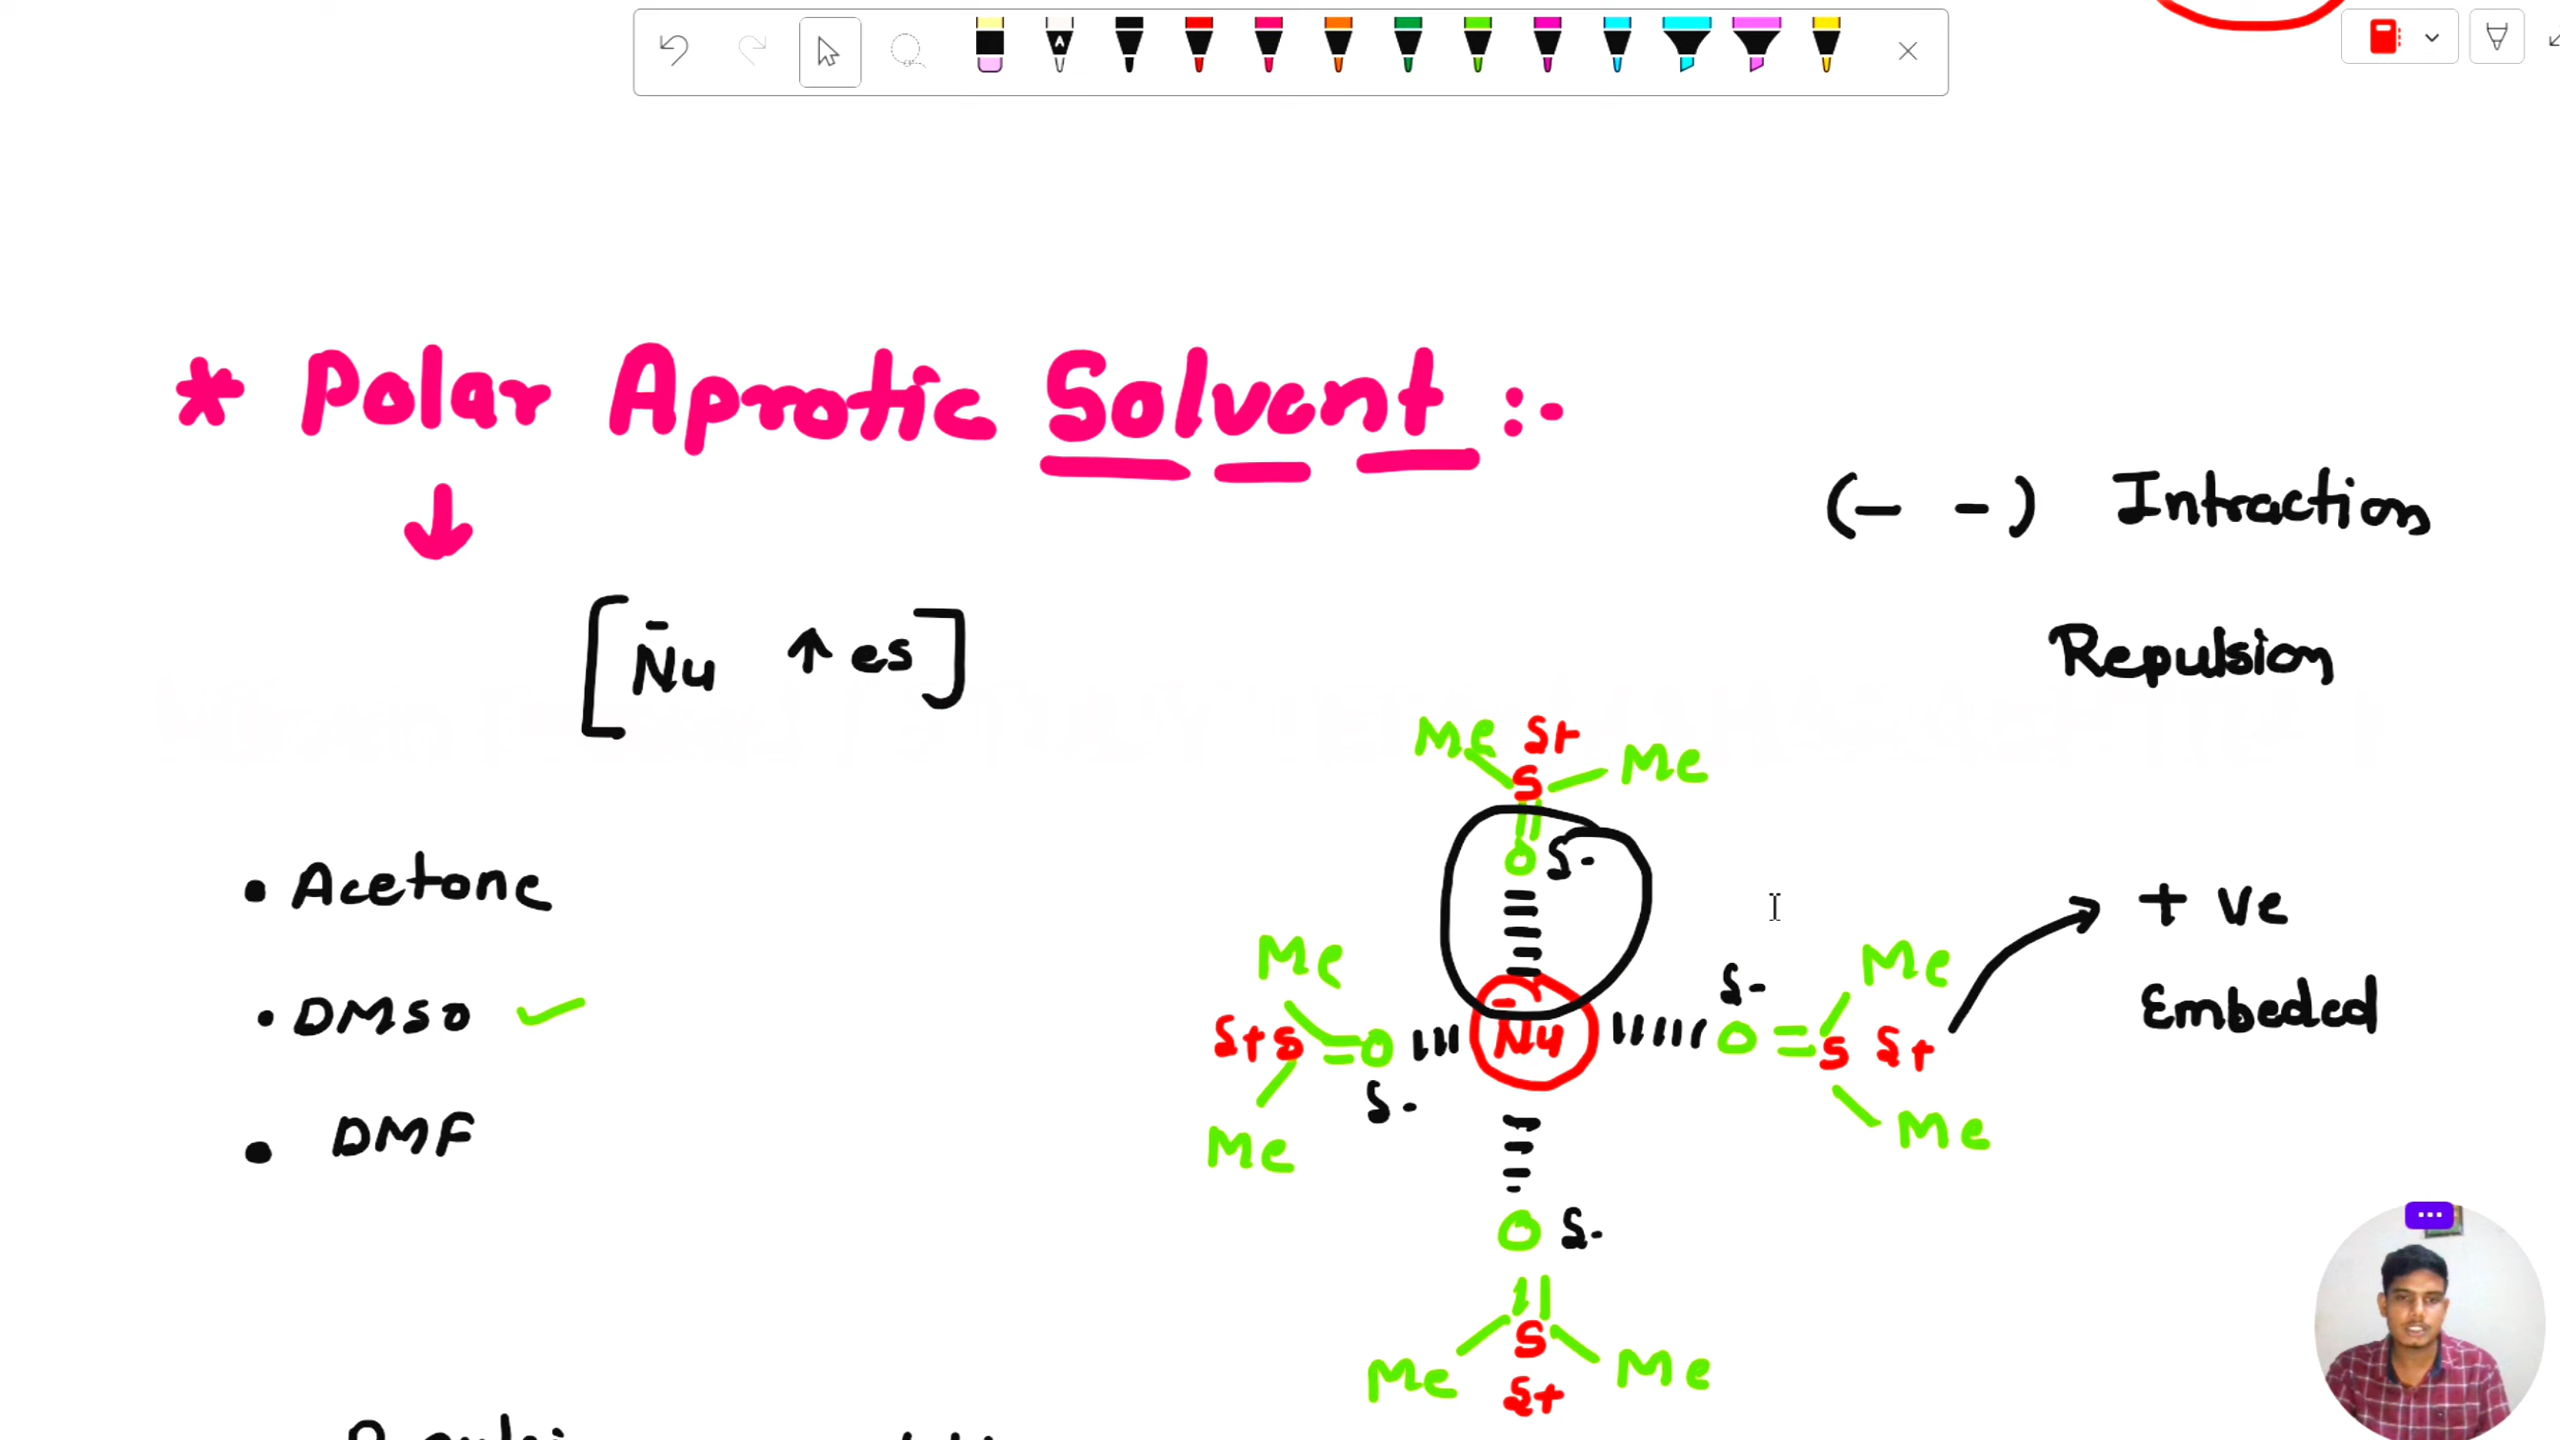 * Polar Aprotic Solvent :-
↓
(- -) Intraction
Repulsion
[N̄u ↑es]
• Acetone
• DMSO ✓
• DMF
Me S+ Me
S
O S-
Me
S+ S = O
S-
Me
N̄u
S- Me
O = S S+
Me
+ ve
Embeded
O S-
S
Me S+ Me